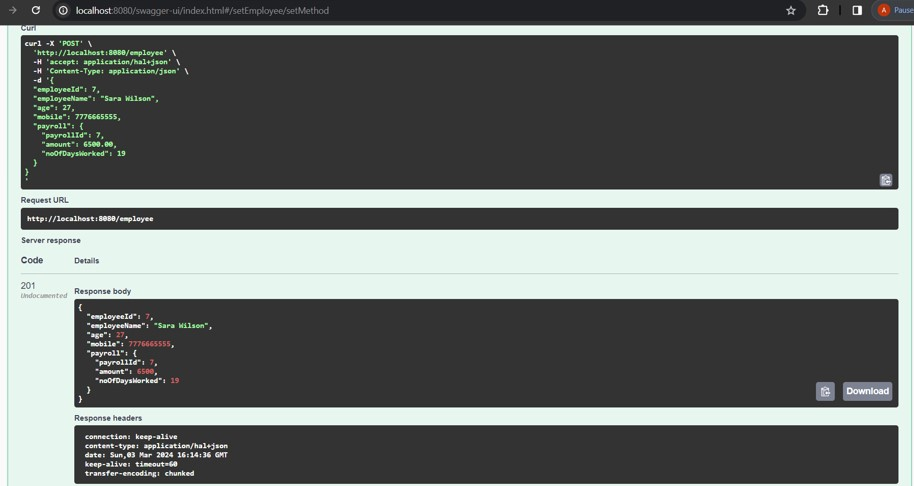 localhost:8080/swagger-ui/index.html#/setEmployee/setMethod
A Pause
Curl
curl -X 'POST' \
'http://localhost:8080/employee' \
-H 'accept: application/hal+json' \
-H 'Content-Type: application/json' \
-d '{
"employeeId": 7,
"employeeName": "Sara Wilson",
"age": 27,
"mobile": 7776665555,
"payroll": {
"payrollId": 7,
"amount": 6500.00,
"noOfDaysWorked": 19
}
}
'
Request URL
http://localhost:8080/employee
Server response
Code Details
201
Undocumented
Response body
{
"employeeId": 7,
"employeeName": "Sara Wilson",
"age": 27,
"mobile": 7776665555,
"payroll": {
"payrollId": 7,
"amount": 6500,
"noOfDaysWorked": 19
}
}
Download
Response headers
connection: keep-alive
content-type: application/hal+json
date: Sun,03 Mar 2024 16:14:36 GMT
keep-alive: timeout=60
transfer-encoding: chunked